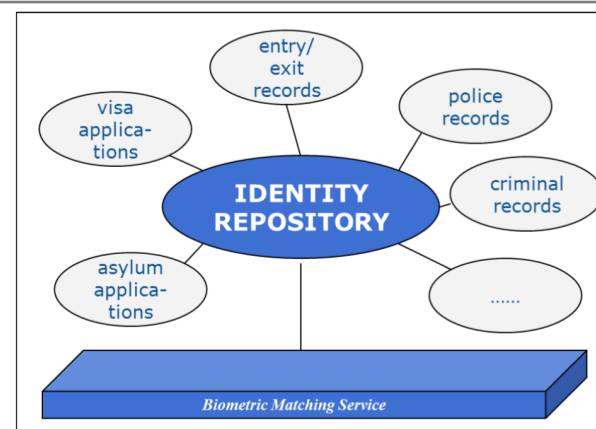 entry/
exit
records
visa
applica-
tions
police
records
IDENTITY
REPOSITORY
criminal
records
asylum
applica-
tions
......
Biometric Matching Service